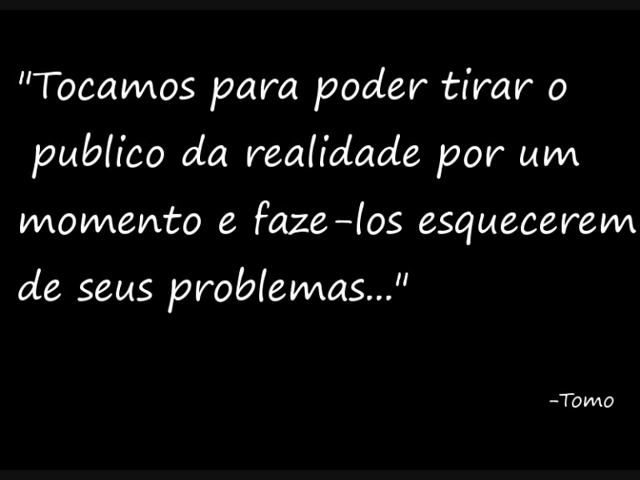 "Tocamos para poder tirar o
publico da realidade por um
momento e faze-los esquecerem
de seus problemas..."
-Tomo